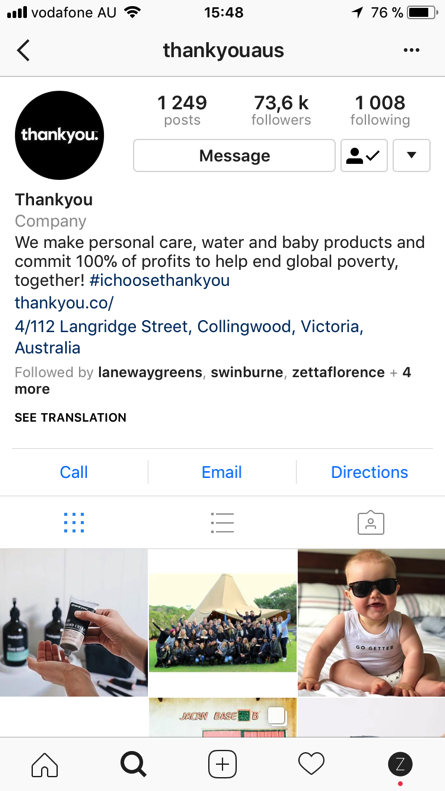 vodafone AU 15:48 76 %
thankyouaus
thankyou.
1 249 73,6 k 1 008
posts followers following
Message
Thankyou
Company
We make personal care, water and baby products and
commit 100% of profits to help end global poverty,
together! #ichoosethankyou
thankyou.co/
4/112 Langridge Street, Collingwood, Victoria,
Australia
Followed by lanewaygreens, swinburne, zettaflorence + 4
more
SEE TRANSLATION
Call Email Directions
GO GETTER
Z